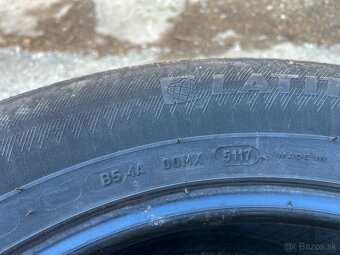 LATI
B5,4A 00MX 5117 MADE IN
Bazos.sk